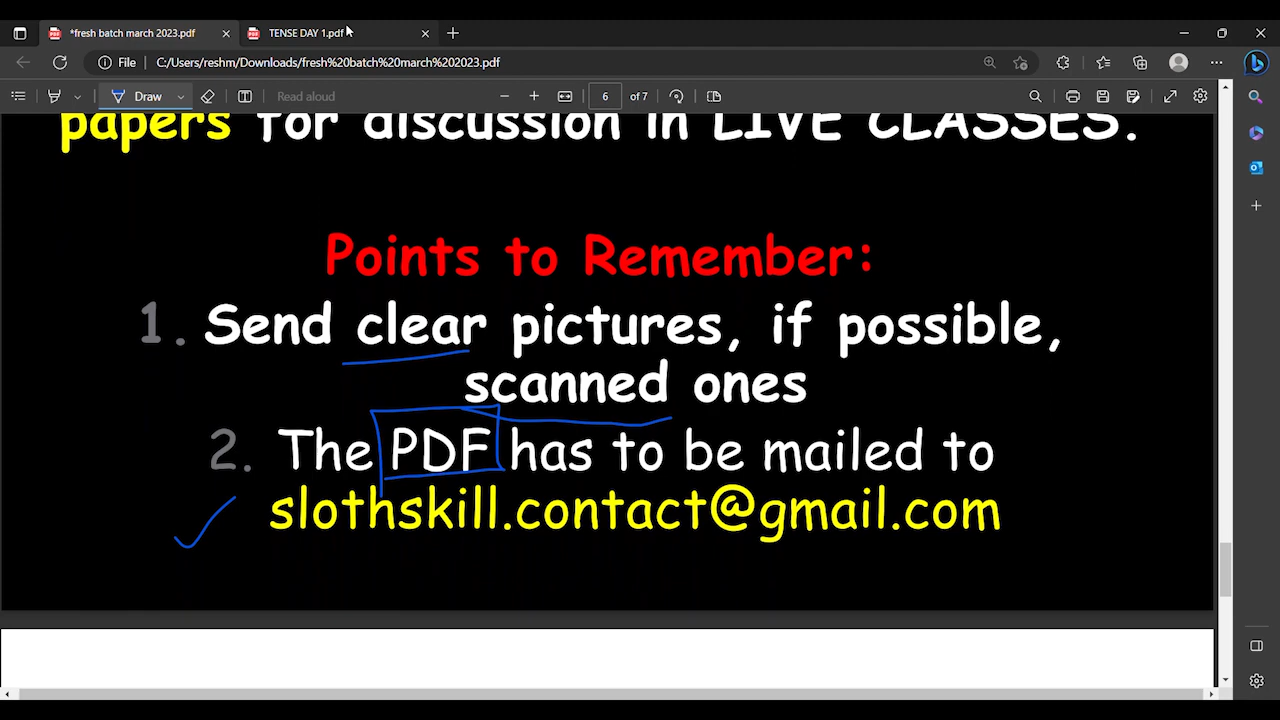 *fresh batch march 2023.pdf
TENSE DAY 1.pdf
File
C:/Users/reshm/Downloads/fresh%20batch%20march%202023.pdf
Draw
Read aloud
6
of 7
papers for discussion in LIVE CLASSES.
Points to Remember:
1. Send clear pictures, if possible,
scanned ones
2. The PDF has to be mailed to
slothskill.contact@gmail.com